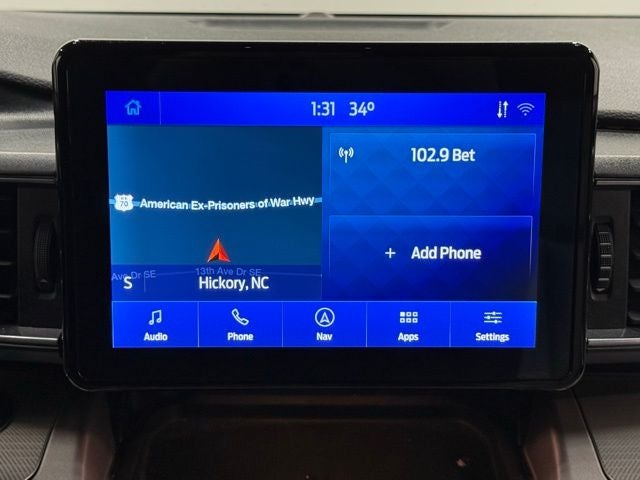 1:31 34°
102.9 Bet
US
70
American Ex-Prisoners of War Hwy
+ Add Phone
Ave Dr SE
13th Ave Dr SE
S
Hickory, NC
Audio
Phone
Nav
Apps
Settings